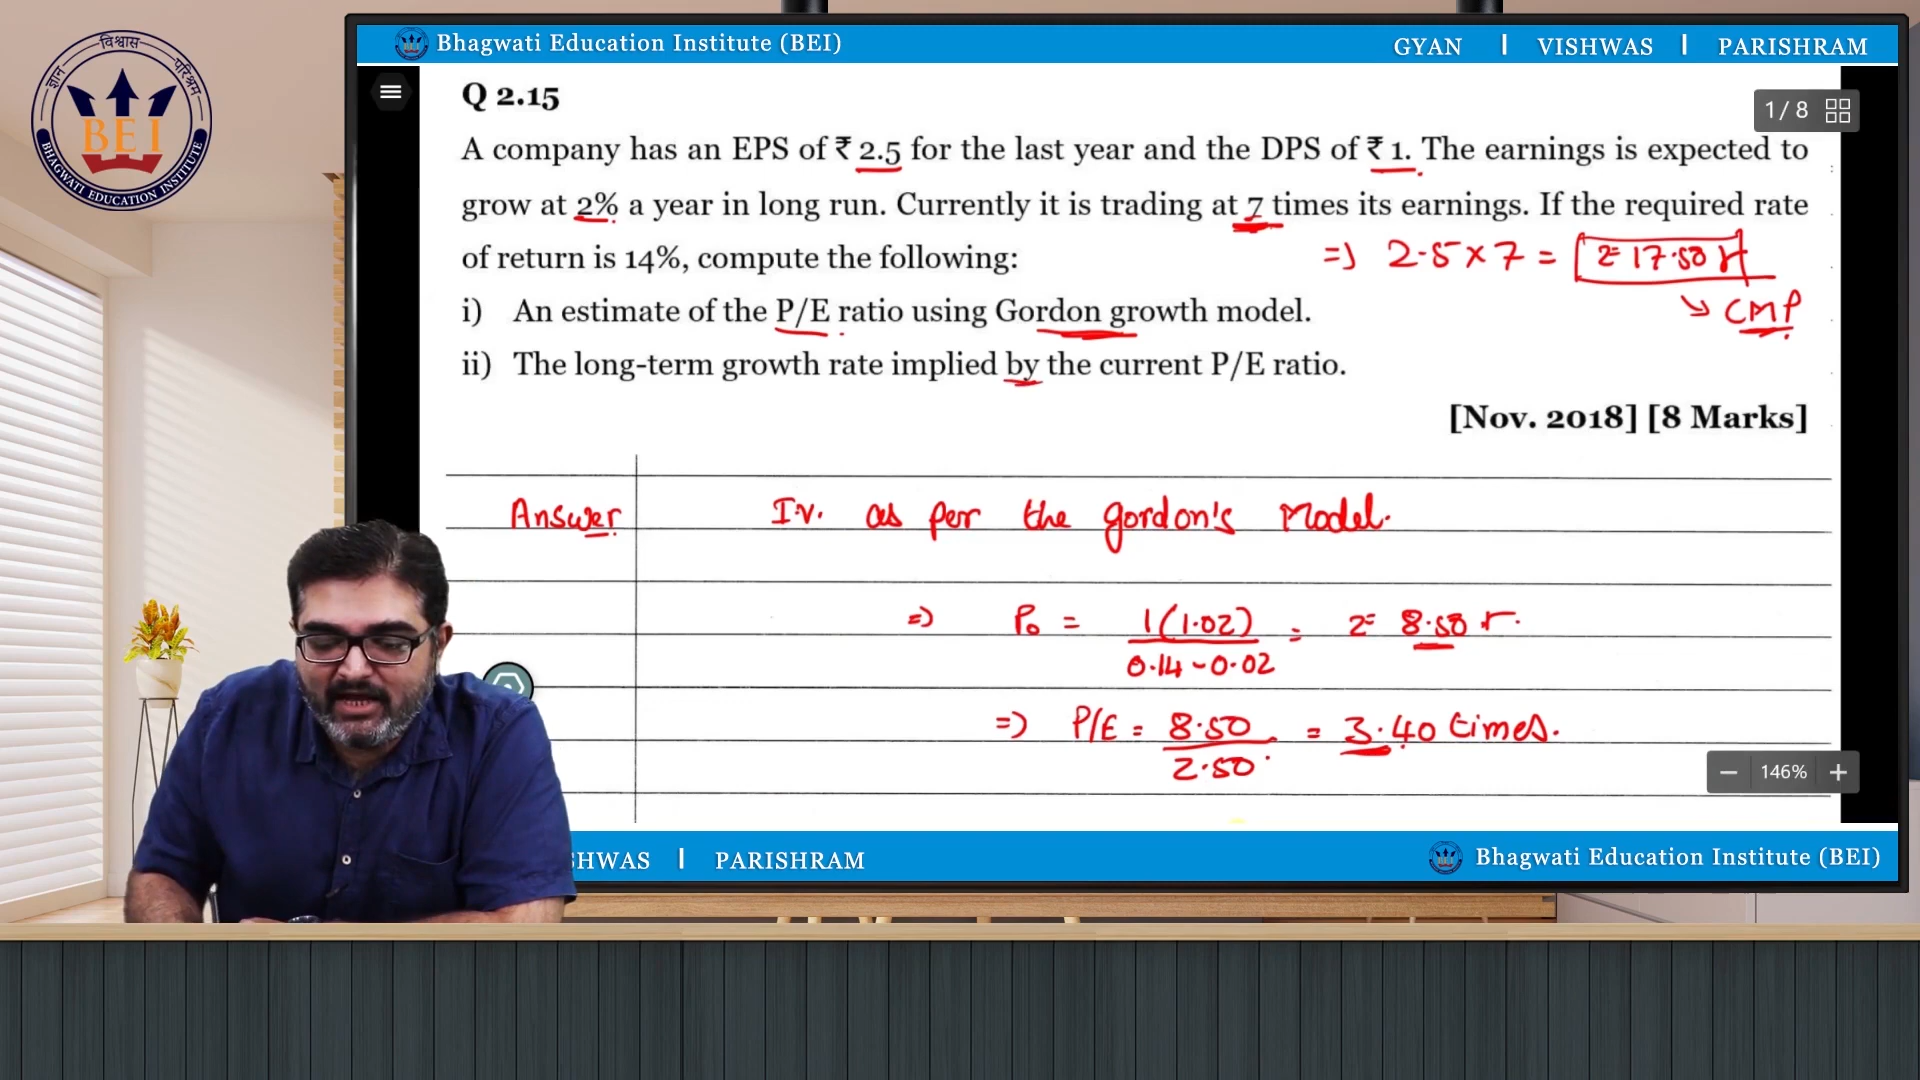 विश्वास
ज्ञान
परिश्रम
BEI
BHAGWATI EDUCATION INSTITUTE
Bhagwati Education Institute (BEI)
GYAN | VISHWAS | PARISHRAM
1 / 8
Q 2.15
A company has an EPS of ₹ 2.5 for the last year and the DPS of ₹ 1. The earnings is expected to
grow at 2% a year in long run. Currently it is trading at 7 times its earnings. If the required rate
of return is 14%, compute the following:
=> 2.5 x 7 = 17.50
CMP
i) An estimate of the P/E ratio using Gordon growth model.
ii) The long-term growth rate implied by the current P/E ratio.
[Nov. 2018] [8 Marks]
Answer
I.V. as per the gordon's Model.
=> P₀ = 1(1.02) / 0.14 - 0.02 = 8.50
=> P/E = 8.50 / 2.50 = 3.40 times.
146%
HWAS | PARISHRAM
Bhagwati Education Institute (BEI)